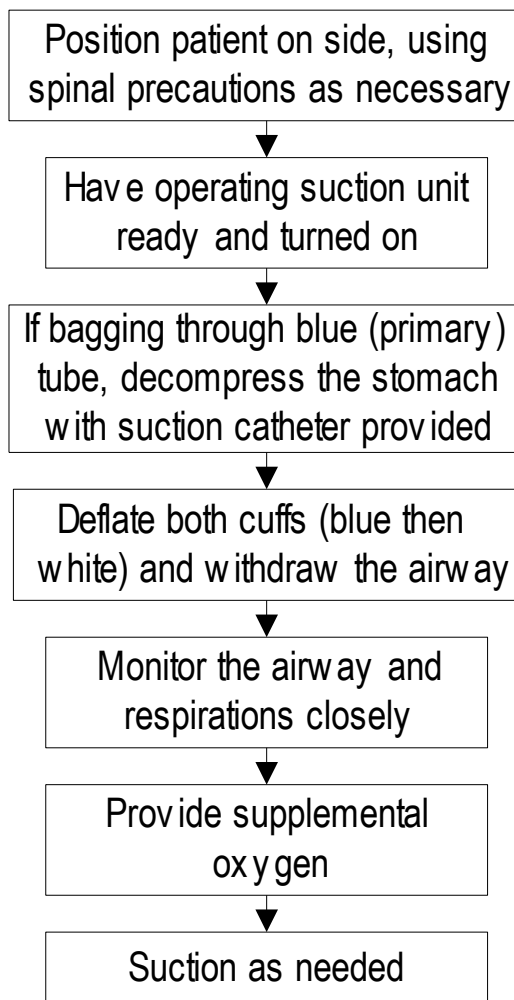 Position patient on side, using
spinal precautions as necessary
Have operating suction unit
ready and turned on
If bagging through blue (primary)
tube, decompress the stomach
with suction catheter provided
Deflate both cuffs (blue then
white) and withdraw the airway
Monitor the airway and
respirations closely
Provide supplemental
oxygen
Suction as needed